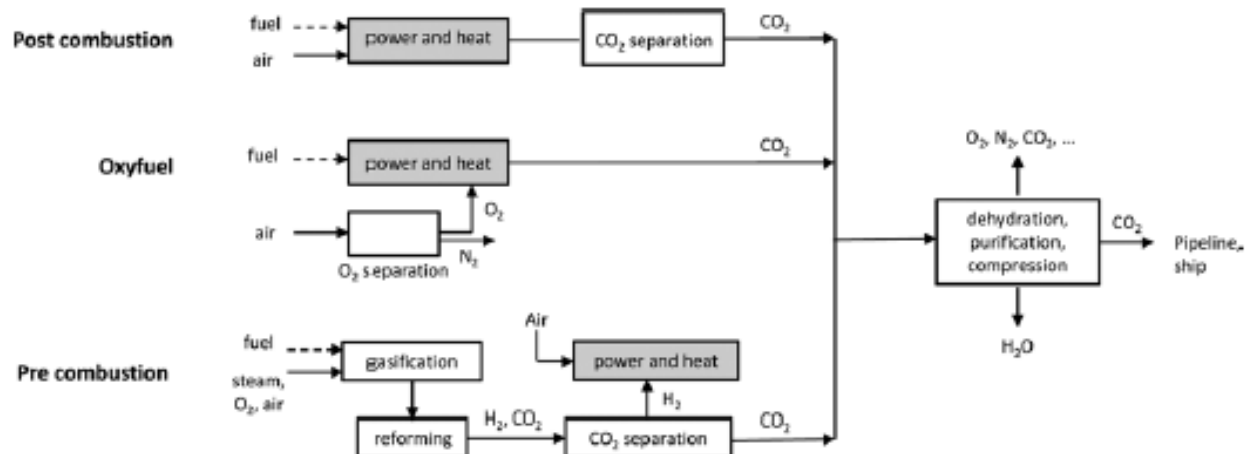 Post combustion
fuel
air
power and heat
CO₂ separation
CO₂
Oxyfuel
fuel
power and heat
CO₂
air
O₂
N₂
O₂ separation
Pre combustion
fuel
steam,
O₂, air
gasification
reforming
H₂, CO₂
Air
power and heat
H₂
CO₂ separation
CO₂
O₂, N₂, CO₂, ...
dehydration,
purification,
compression
CO₂
Pipeline,
ship
H₂O